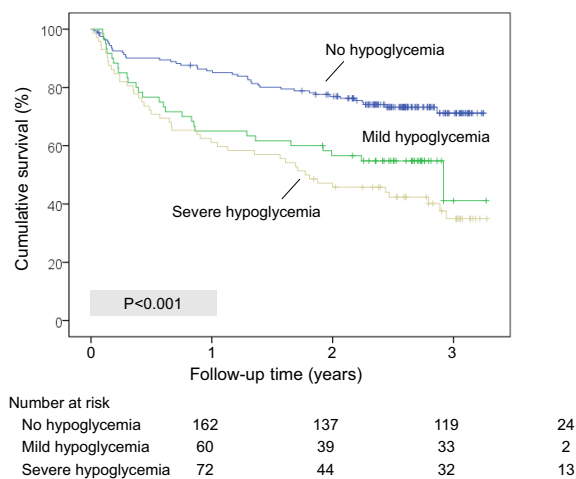 100
80
60
40
20
0
Cumulative survival (%)
No hypoglycemia
Mild hypoglycemia
Severe hypoglycemia
P<0.001
0 1 2 3
Follow-up time (years)
Number at risk
No hypoglycemia 162 137 119 24
Mild hypoglycemia 60 39 33 2
Severe hypoglycemia 72 44 32 13